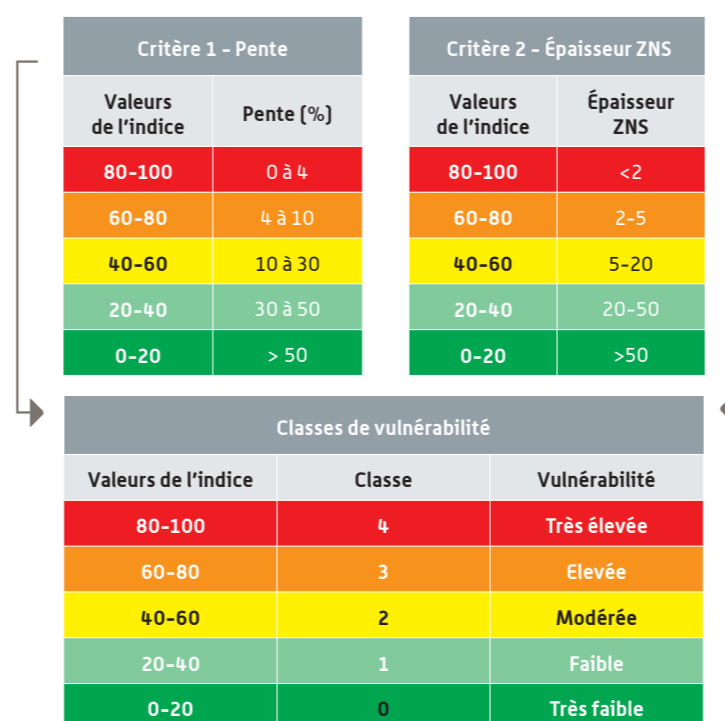 Critère 1 - Pente
Valeurs
de l'indice
Pente (%)
80-100 0 à 4
60-80 4 à 10
40-60 10 à 30
20-40 30 à 50
0-20 > 50
Critère 2 - Épaisseur ZNS
Valeurs
de l'indice
Épaisseur
ZNS
80-100 <2
60-80 2-5
40-60 5-20
20-40 20-50
0-20 >50
Classes de vulnérabilité
Valeurs de l'indice Classe Vulnérabilité
80-100 4 Très élevée
60-80 3 Elevée
40-60 2 Modérée
20-40 1 Faible
0-20 0 Très faible